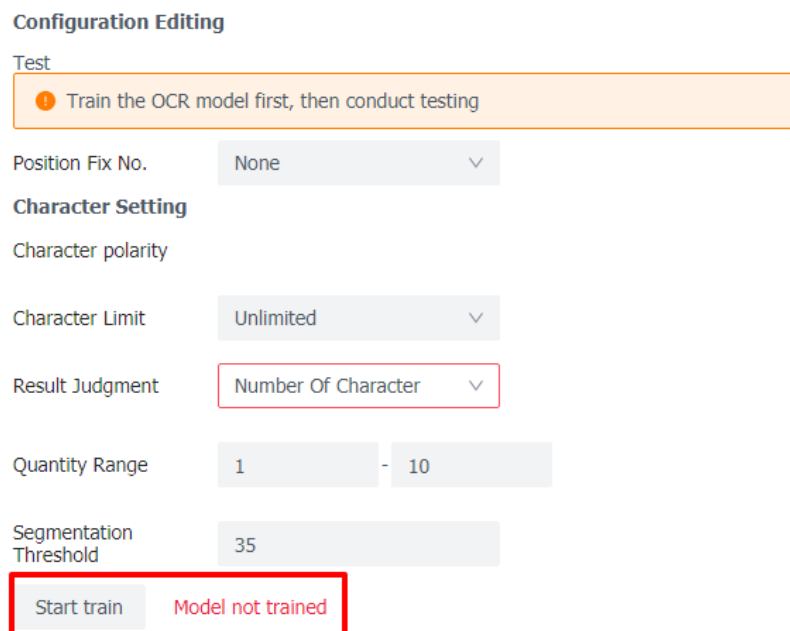 Configuration Editing
Test
Train the OCR model first, then conduct testing
Position Fix No. None
Character Setting
Character polarity
Character Limit Unlimited
Result Judgment Number Of Character
Quantity Range 1 - 10
Segmentation
Threshold 35
Start train Model not trained